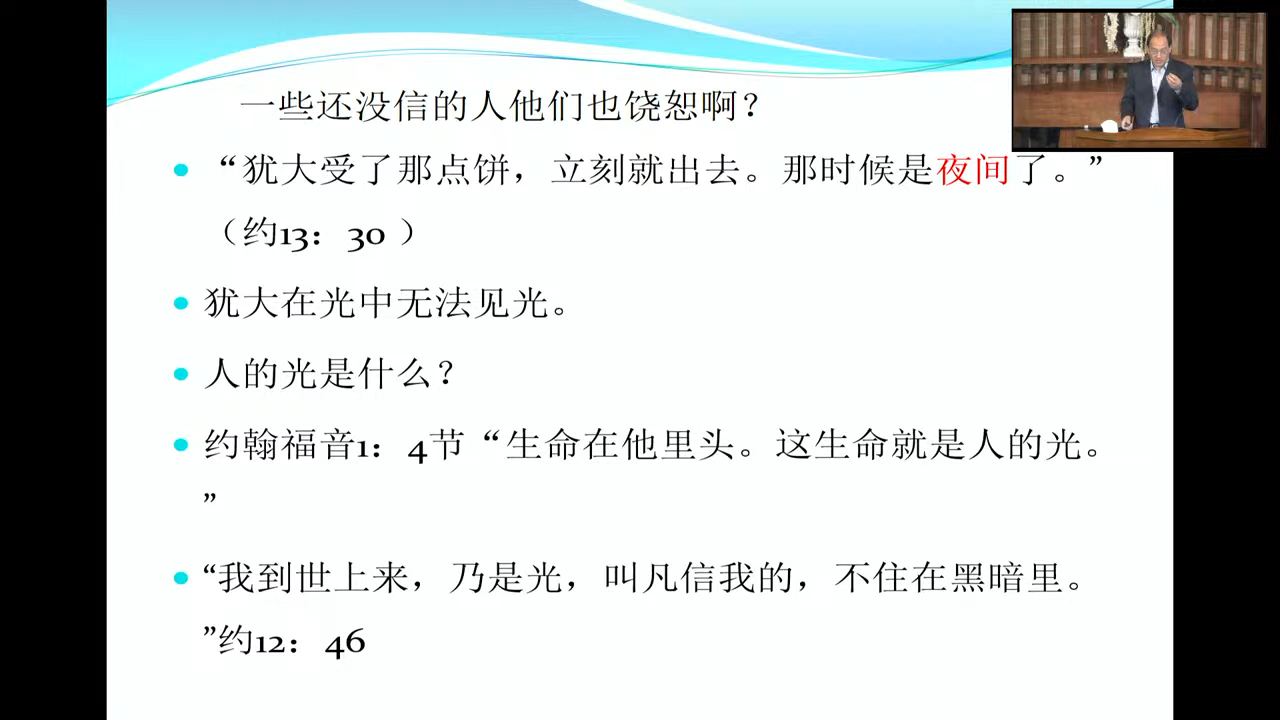 一些还没信的人他们也饶恕啊？
“犹大受了那点饼，立刻就出去。那时候是夜间了。”
（约13：30 ）
犹大在光中无法见光。
人的光是什么？
约翰福音1：4节“生命在他里头。这生命就是人的光。
”
“我到世上来，乃是光，叫凡信我的，不住在黑暗里。
”约12：46